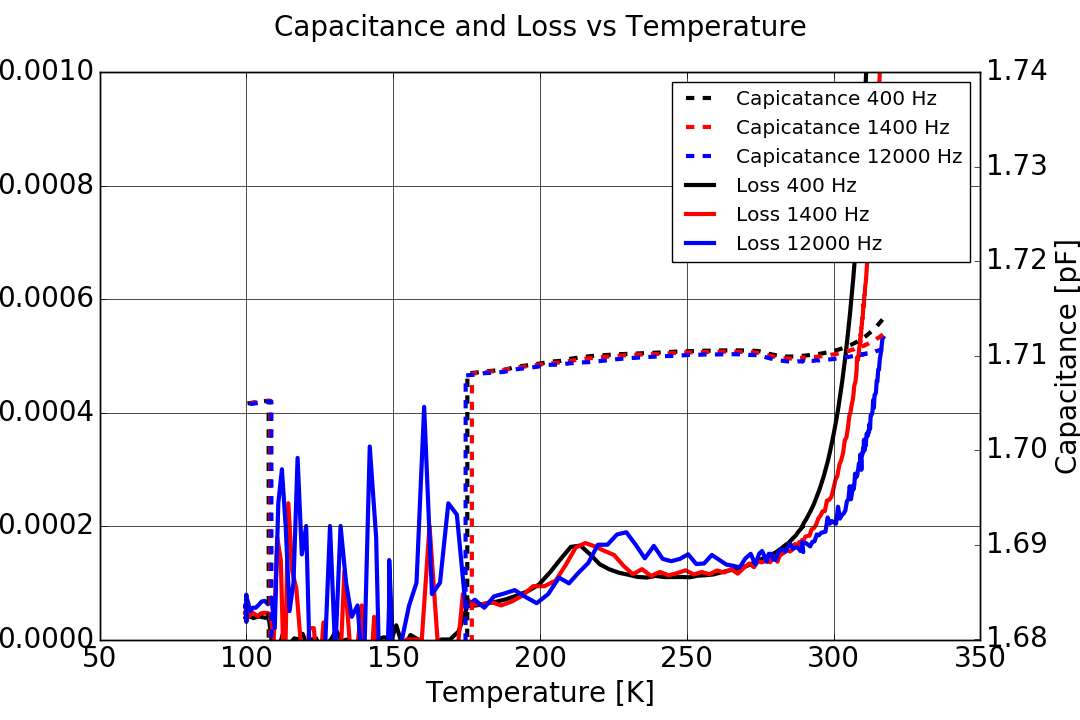 Capacitance and Loss vs Temperature
0.0010
0.0008
0.0006
0.0004
0.0002
0.0000
1.74
1.73
1.72
1.71
1.70
1.69
1.68
Capicatance 400 Hz
Capicatance 1400 Hz
Capicatance 12000 Hz
Loss 400 Hz
Loss 1400 Hz
Loss 12000 Hz
Capacitance [pF]
50 100 150 200 250 300 350
Temperature [K]